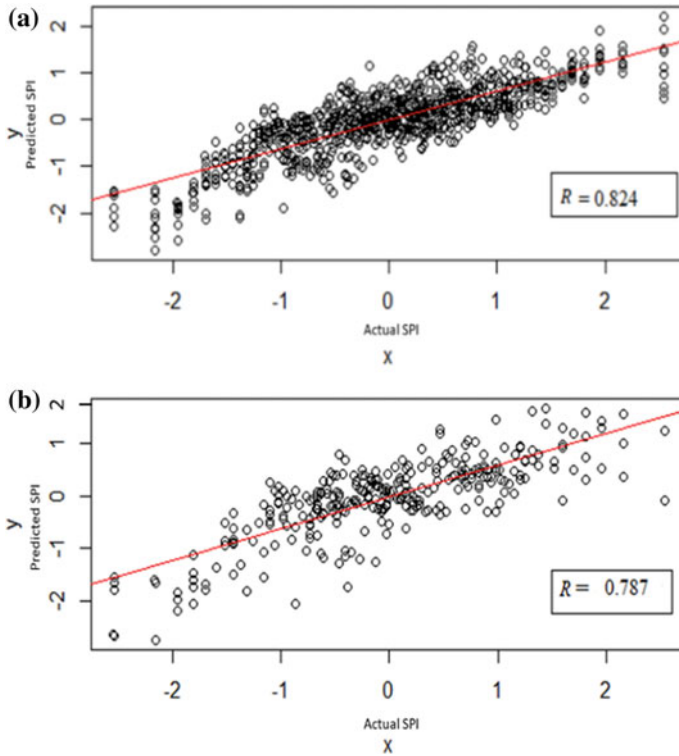 (a)
2
1
0
-1
-2
y
Predicted SPI
R = 0.824
-2 -1 0 1 2
Actual SPI
x
(b)
2
1
0
-1
-2
y
Predicted SPI
R = 0.787
-2 -1 0 1 2
Actual SPI
x